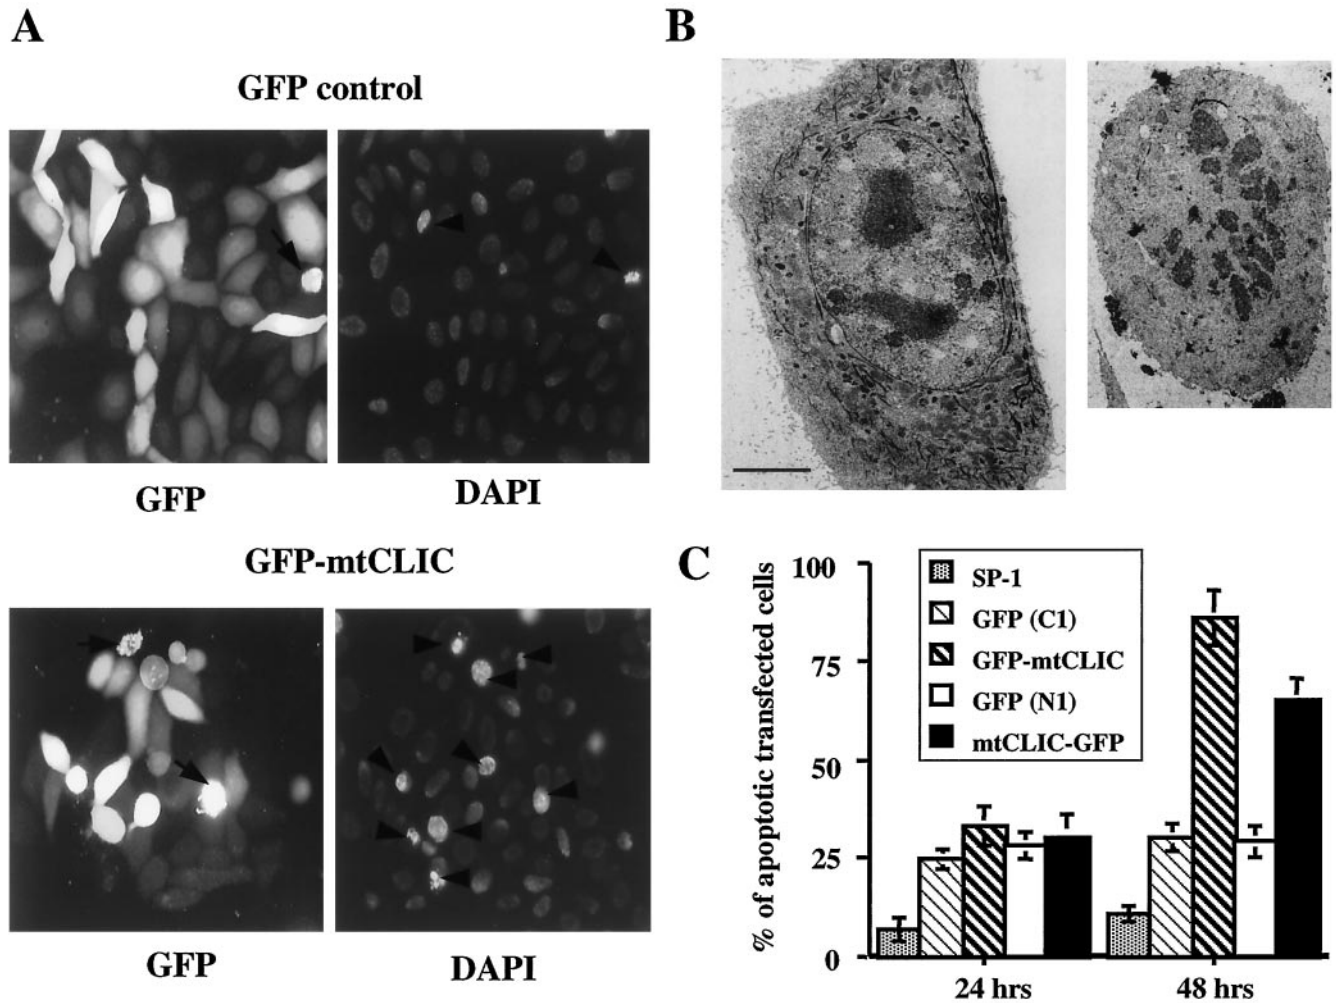 A
GFP control
GFP
DAPI
GFP-mtCLIC
GFP
DAPI
B
C
% of apoptotic transfected cells
100
75
50
25
0
SP-1
GFP (C1)
GFP-mtCLIC
GFP (N1)
mtCLIC-GFP
24 hrs
48 hrs